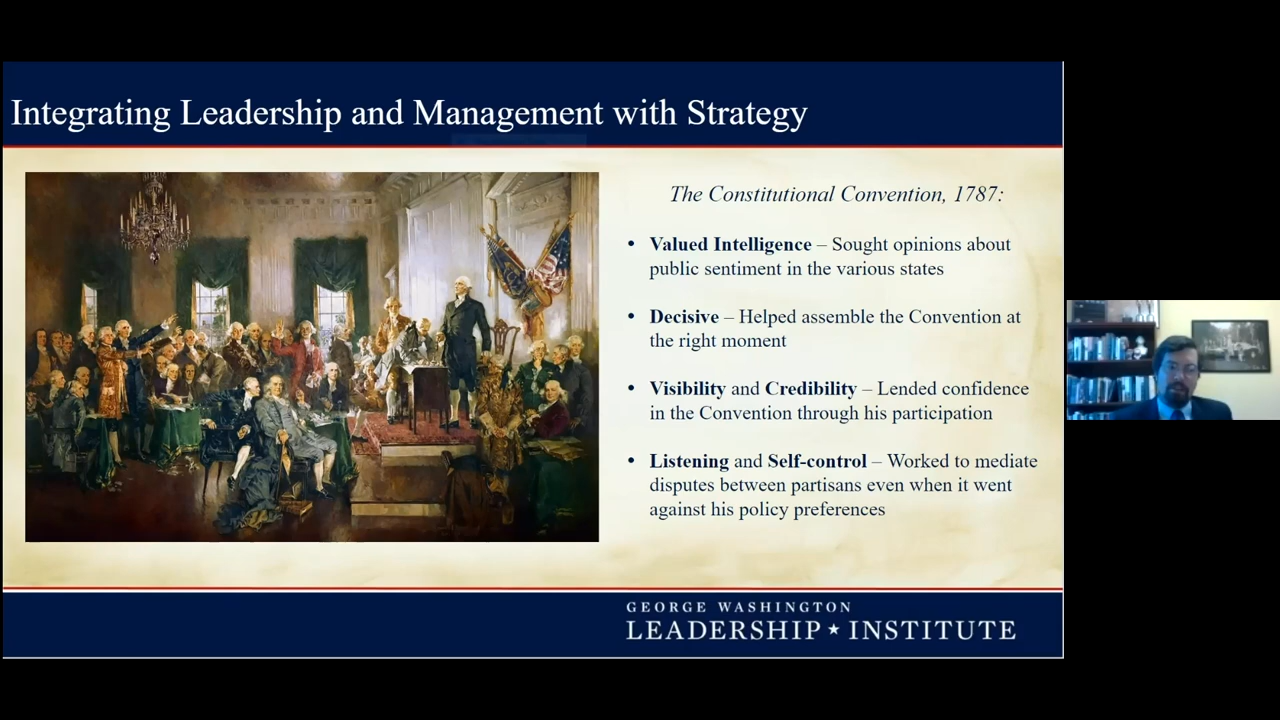 Integrating Leadership and Management with Strategy
The Constitutional Convention, 1787:
• Valued Intelligence – Sought opinions about
public sentiment in the various states
• Decisive – Helped assemble the Convention at
the right moment
• Visibility and Credibility – Lended confidence
in the Convention through his participation
• Listening and Self-control – Worked to mediate
disputes between partisans even when it went
against his policy preferences
GEORGE WASHINGTON
LEADERSHIP ★ INSTITUTE